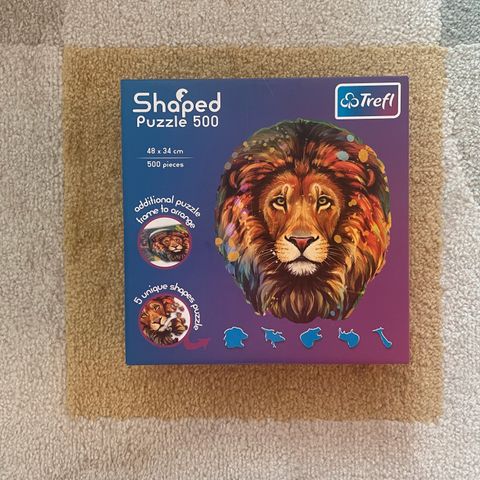 Shaped
Puzzle 500
Trefl
48 x 34 cm
500 pieces
additional puzzle
frame to arrange
5 unique shapes puzzle